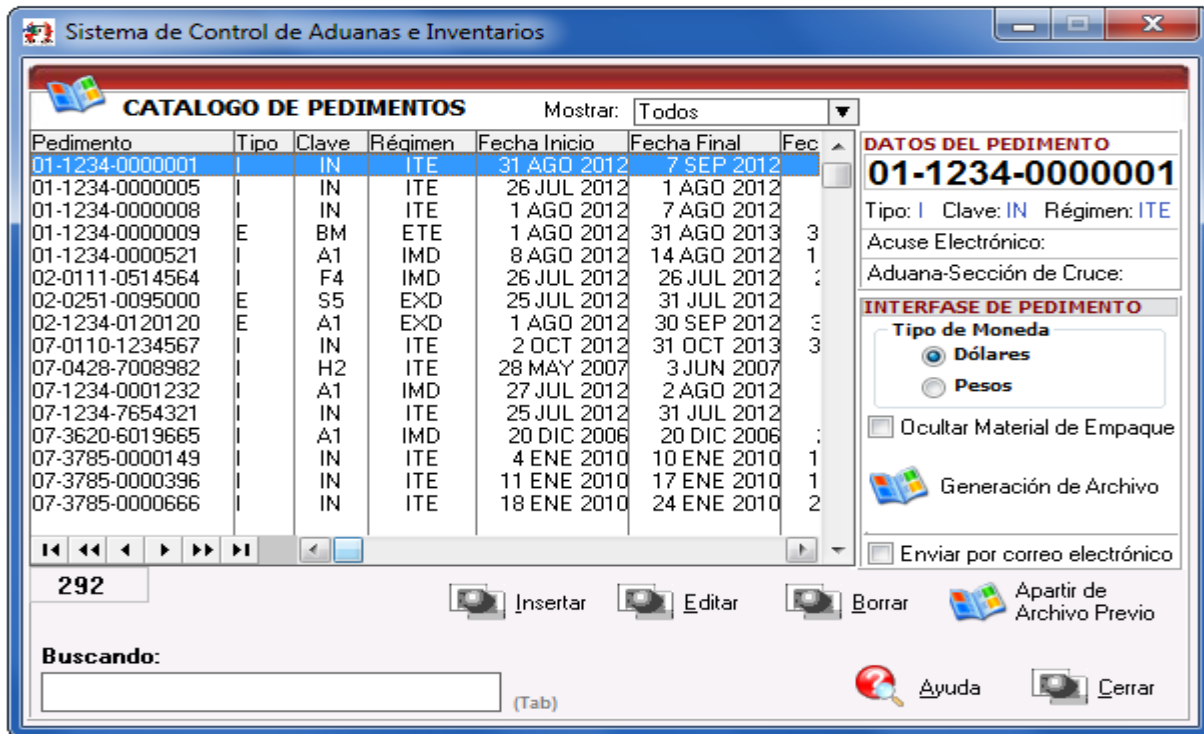 Sistema de Control de Aduanas e Inventarios
CATALOGO DE PEDIMENTOS Mostrar: Todos
Pedimento Tipo Clave Régimen Fecha Inicio Fecha Final Fec
01-1234-0000001 I IN ITE 31 AGO 2012 7 SEP 2012
01-1234-0000005 I IN ITE 26 JUL 2012 1 AGO 2012
01-1234-0000008 I IN ITE 1 AGO 2012 7 AGO 2012
01-1234-0000009 E BM ETE 1 AGO 2012 31 AGO 2013 3
01-1234-0000521 I A1 IMD 8 AGO 2012 14 AGO 2012 1
02-0111-0514564 I F4 IMD 26 JUL 2012 26 JUL 2012
02-0251-0095000 E S5 EXD 25 JUL 2012 31 JUL 2012
02-1234-0120120 E A1 EXD 1 AGO 2012 30 SEP 2012 3
07-0110-1234567 I IN ITE 2 OCT 2012 31 OCT 2013 3
07-0428-7008982 I H2 ITE 28 MAY 2007 3 JUN 2007
07-1234-0001232 I A1 IMD 27 JUL 2012 2 AGO 2012
07-1234-7654321 I IN ITE 25 JUL 2012 31 JUL 2012
07-3620-6019665 I A1 IMD 20 DIC 2006 20 DIC 2006
07-3785-0000149 I IN ITE 4 ENE 2010 10 ENE 2010 1
07-3785-0000396 I IN ITE 11 ENE 2010 17 ENE 2010 1
07-3785-0000666 I IN ITE 18 ENE 2010 24 ENE 2010 2
DATOS DEL PEDIMENTO
01-1234-0000001
Tipo: I Clave: IN Régimen: ITE
Acuse Electrónico:
Aduana-Sección de Cruce:
INTERFASE DE PEDIMENTO
Tipo de Moneda
Dólares
Pesos
Ocultar Material de Empaque
Generación de Archivo
Enviar por correo electrónico
292
Insertar Editar Borrar Apartir de
Archivo Previo
Buscando:
(Tab)
Ayuda Cerrar